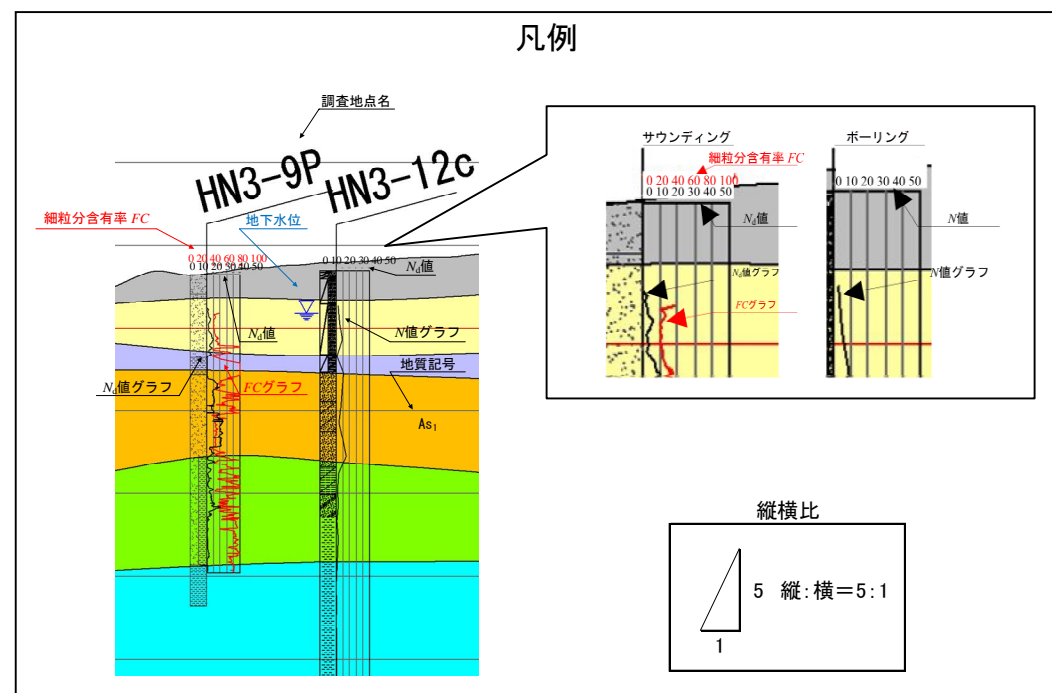 凡例
調査地点名
HN3-9P
HN3-12c
細粒分含有率 FC
地下水位
0 20 40 60 80 100
0 10 20 30 40 50
0 10 20 30 40 50
Nd値
Nd値
N値グラフ
地質記号
Nd値グラフ
FCグラフ
As1
サウンディング
ボーリング
細粒分含有率 FC
0 20 40 60 80 100
0 10 20 30 40 50
0 10 20 30 40 50
Nd値
N値
Nd値グラフ
N値グラフ
FCグラフ
縦横比
5 縦:横=5:1
1